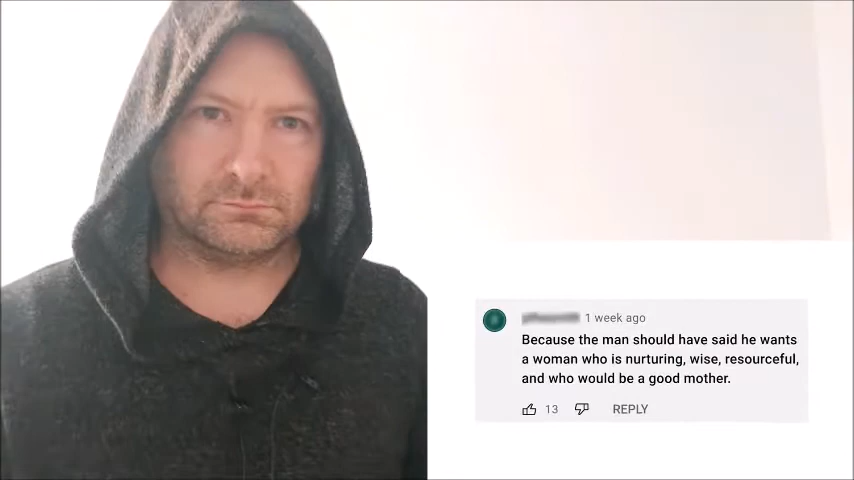 1 week ago
Because the man should have said he wants
a woman who is nurturing, wise, resourceful,
and who would be a good mother.
13 REPLY